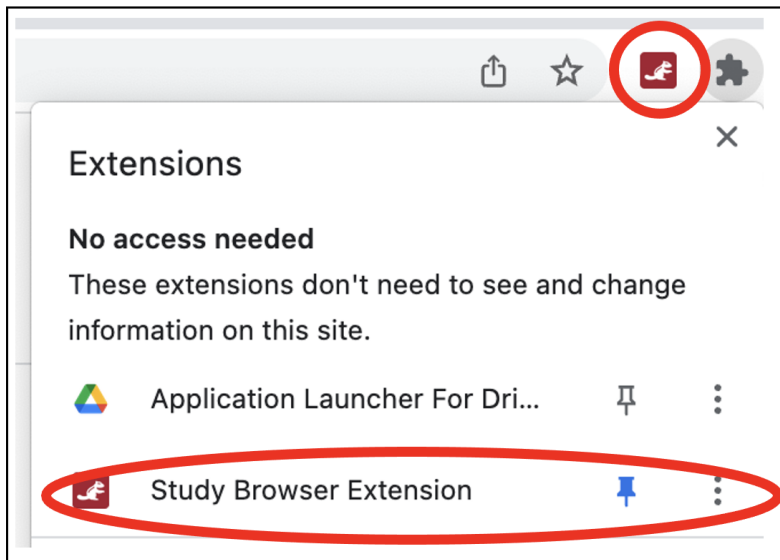 Extensions
No access needed
These extensions don't need to see and change
information on this site.
Application Launcher For Dri...
Study Browser Extension